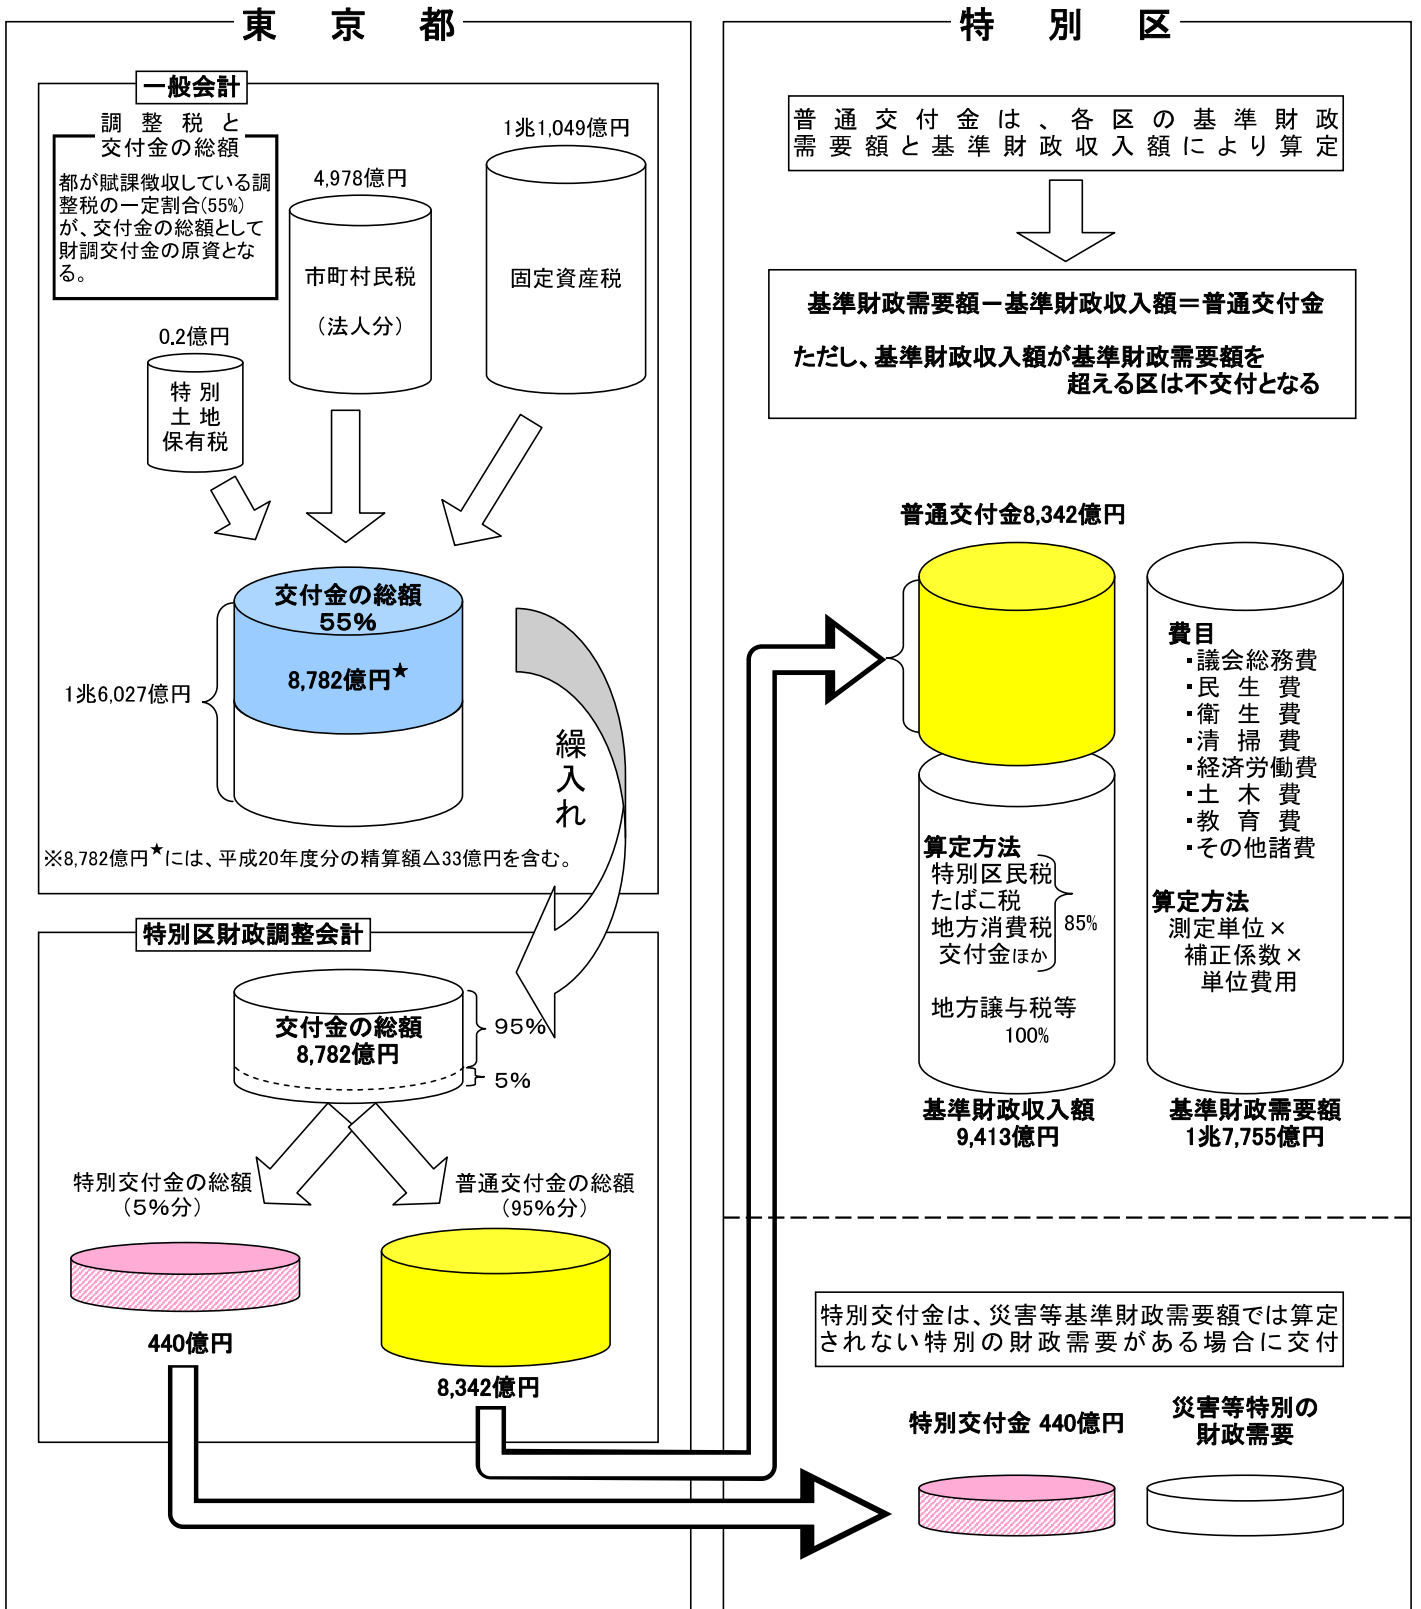 東京都
一般会計
調整税と
交付金の総額
都が賦課徴収している調
整税の一定割合(55%)
が、交付金の総額として
財調交付金の原資とな
る。
0.2億円
特別
土地
保有税
4,978億円
市町村民税
（法人分）
1兆1,049億円
固定資産税
交付金の総額
55%
8,782億円★
1兆6,027億円
繰入れ
※8,782億円★には、平成20年度分の精算額△33億円を含む。
特別区財政調整会計
交付金の総額
8,782億円
95%
5%
特別交付金の総額
（5%分）
440億円
普通交付金の総額
（95%分）
8,342億円
特別区
普通交付金は、各区の基準財政
需要額と基準財政収入額により算定
基準財政需要額－基準財政収入額＝普通交付金
ただし、基準財政収入額が基準財政需要額を
超える区は不交付となる
普通交付金8,342億円
算定方法
特別区民税
たばこ税
地方消費税
交付金ほか
85%
地方譲与税等
100%
基準財政収入額
9,413億円
費目
・議会総務費
・民生費
・衛生費
・清掃費
・経済労働費
・土木費
・教育費
・その他諸費
算定方法
測定単位×
補正係数×
単位費用
基準財政需要額
1兆7,755億円
特別交付金は、災害等基準財政需要額では算定
されない特別の財政需要がある場合に交付
特別交付金 440億円
災害等特別の
財政需要